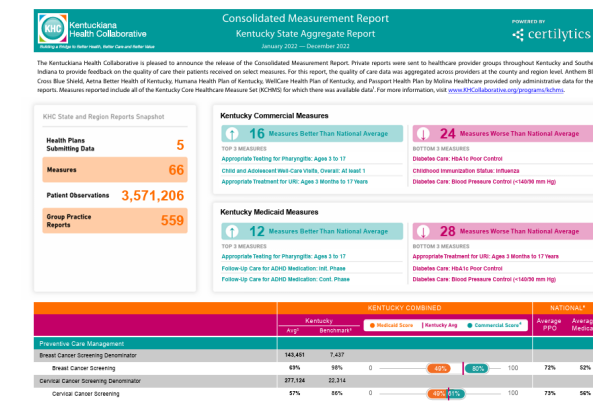 KHC
Kentuckiana
Health Collaborative
Building a Bridge to Better Health, Better Care and Better Value
Consolidated Measurement Report
Kentucky State Aggregate Report
January 2022 — December 2022
POWERED BY
certilytics
The Kentuckiana Health Collaborative is pleased to announce the release of the Consolidated Measurement Report. Private reports were sent to healthcare provider groups throughout Kentucky and Southe
Indiana to provide feedback on the quality of care their patients received on select measures. For this report, the quality of care data was aggregated across providers at the county and region level. Anthem Bl
Cross Blue Shield, Aetna Better Health of Kentucky, Humana Health Plan of Kentucky, WellCare Health Plan of Kentucky, and Passport Health Plan by Molina Healthcare provided only administrative data for the
reports. Measures reported include all of the Kentucky Core Healthcare Measure Set (KCHMS) for which there was available data¹. For more information, visit www.KHCollaborative.org/programs/kchms.
KHC State and Region Reports Snapshot
Health Plans
Submitting Data
5
Measures
66
Patient Observations
3,571,206
Group Practice
Reports
559
Kentucky Commercial Measures
16 Measures Better Than National Average
24 Measures Worse Than National Average
TOP 3 MEASURES
BOTTOM 3 MEASURES
Appropriate Testing for Pharyngitis: Ages 3 to 17
Diabetes Care: HbA1c Poor Control
Child and Adolescent Well-Care Visits, Overall: At least 1
Childhood Immunization Status: Influenza
Appropriate Treatment for URI: Ages 3 Months to 17 Years
Diabetes Care: Blood Pressure Control (<140/90 mm Hg)
Kentucky Medicaid Measures
12 Measures Better Than National Average
28 Measures Worse Than National Average
TOP 3 MEASURES
BOTTOM 3 MEASURES
Appropriate Testing for Pharyngitis: Ages 3 to 17
Appropriate Treatment for URI: Ages 3 Months to 17 Years
Follow-Up Care for ADHD Medication: Init. Phase
Diabetes Care: HbA1c Poor Control
Follow-Up Care for ADHD Medication: Cont. Phase
Diabetes Care: Blood Pressure Control (<140/90 mm Hg)
KENTUCKY COMBINED
NATIONAL⁶
Kentucky
Avg²
Benchmark³
Medicaid Score
Kentucky Avg
Commercial Score⁴
Average
PPO
Averag
Medica
Preventive Care Management
Breast Cancer Screening Denominator 143,451 7,437
Breast Cancer Screening 69% 98% 0 49% 80% 100 72% 52%
Cervical Cancer Screening Denominator 277,124 22,314
Cervical Cancer Screening 57% 86% 0 49% 61% 100 73% 56%